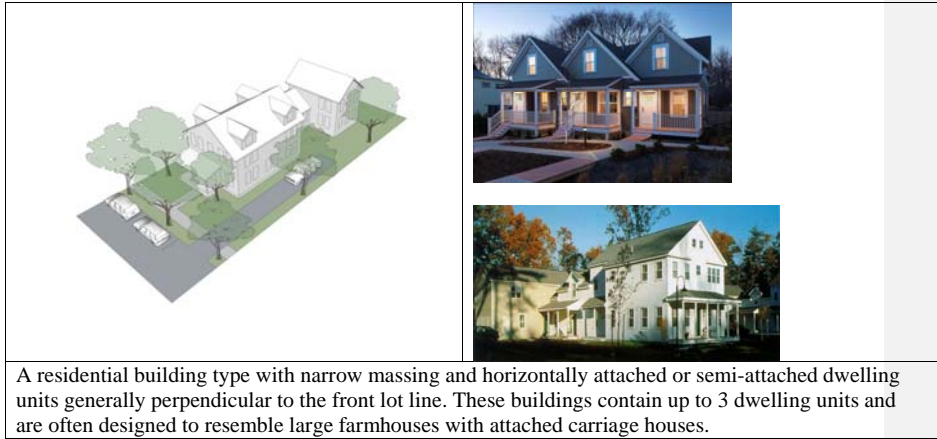 A residential building type with narrow massing and horizontally attached or semi-attached dwelling
units generally perpendicular to the front lot line. These buildings contain up to 3 dwelling units and
are often designed to resemble large farmhouses with attached carriage houses.